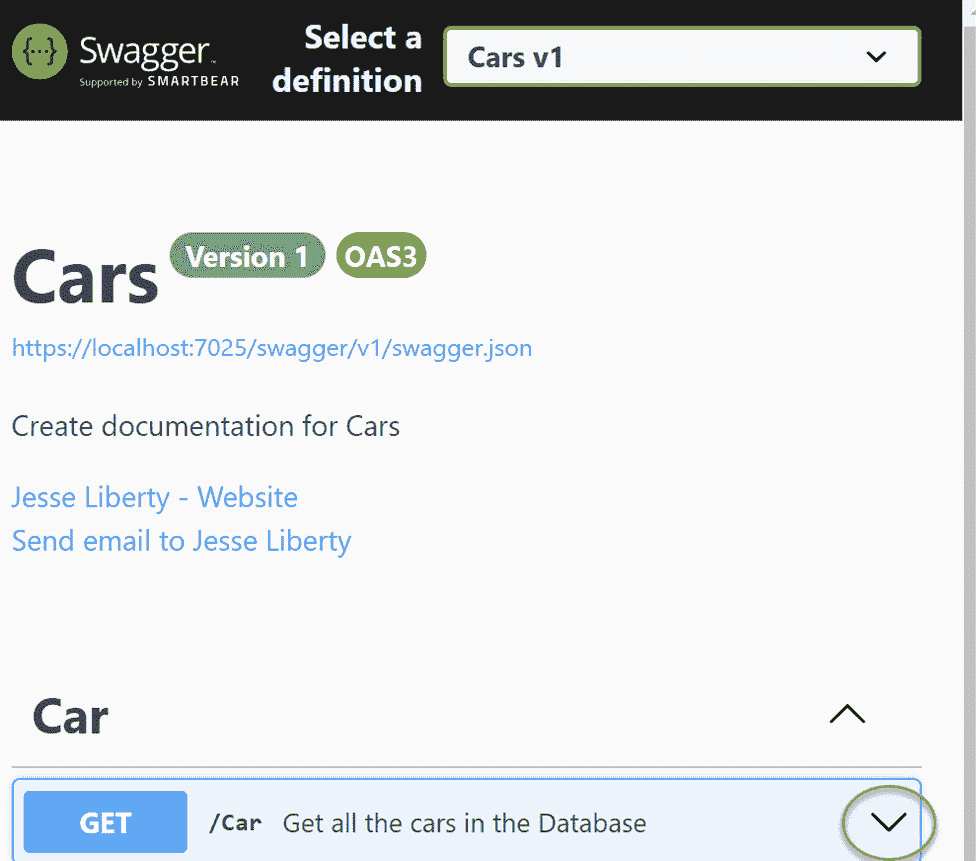 {...} Swagger™
Supported by SMARTBEAR
Select a
definition
Cars v1
Cars Version 1 OAS3
https://localhost:7025/swagger/v1/swagger.json
Create documentation for Cars
Jesse Liberty - Website
Send email to Jesse Liberty
Car
GET /Car Get all the cars in the Database